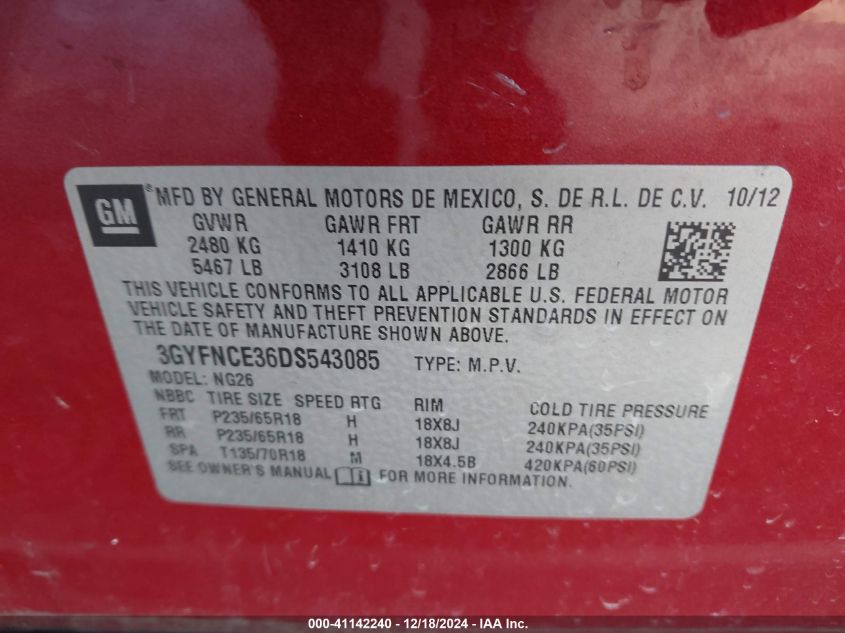 GM
®MFD BY GENERAL MOTORS DE MEXICO, S. DE R.L. DE C.V. 10/12
GVWR GAWR FRT GAWR RR
2480 KG 1410 KG 1300 KG
5467 LB 3108 LB 2866 LB
THIS VEHICLE CONFORMS TO ALL APPLICABLE U.S. FEDERAL MOTOR
VEHICLE SAFETY AND THEFT PREVENTION STANDARDS IN EFFECT ON
THE DATE OF MANUFACTURE SHOWN ABOVE.
3GYFNCE36DS543085 TYPE: M.P.V.
MODEL: NG26
NBBC TIRE SIZE SPEED RTG RIM COLD TIRE PRESSURE
FRT P235/65R18 H 18X8J 240KPA(35PSI)
RR P235/65R18 H 18X8J 240KPA(35PSI)
SPA T135/70R18 M 18X4.5B 420KPA(60PSI)
SEE OWNER'S MANUAL FOR MORE INFORMATION.
000-41142240 - 12/18/2024 - IAA Inc.